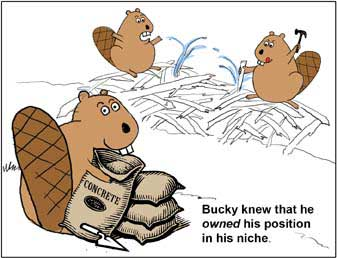 CONCRETE
Bucky knew that he
owned his position
in his niche.